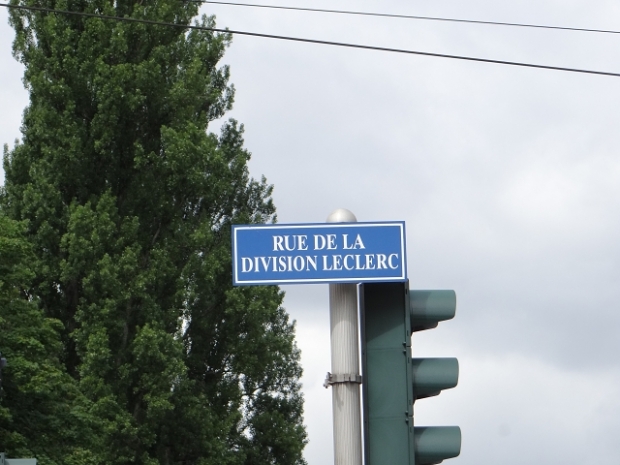 RUE DE LA
DIVISION LECLERC